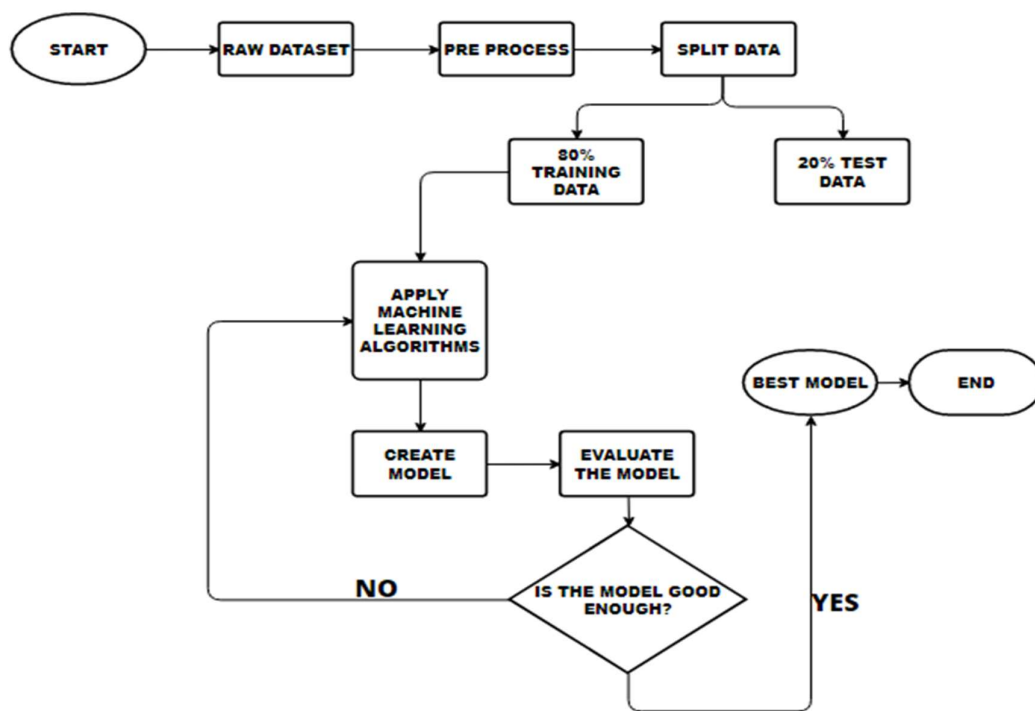 START
RAW DATASET
PRE PROCESS
SPLIT DATA
80%
TRAINING
DATA
20% TEST
DATA
APPLY
MACHINE
LEARNING
ALGORITHMS
BEST MODEL
END
CREATE
MODEL
EVALUATE
THE MODEL
IS THE MODEL GOOD
ENOUGH?
NO
YES